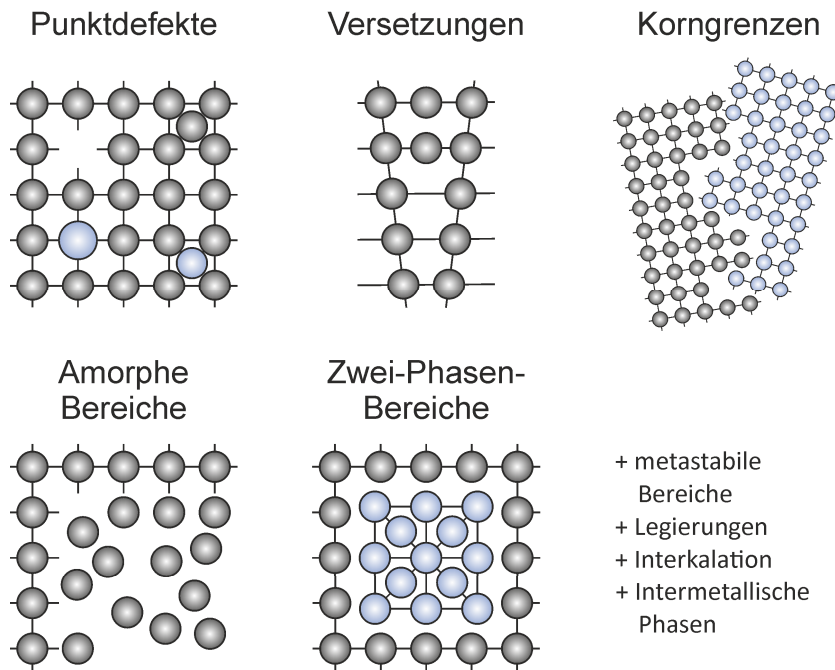 Punktdefekte
Versetzungen
Korngrenzen
Amorphe
Bereiche
Zwei-Phasen-
Bereiche
+ metastabile
Bereiche
+ Legierungen
+ Interkalation
+ Intermetallische
Phasen